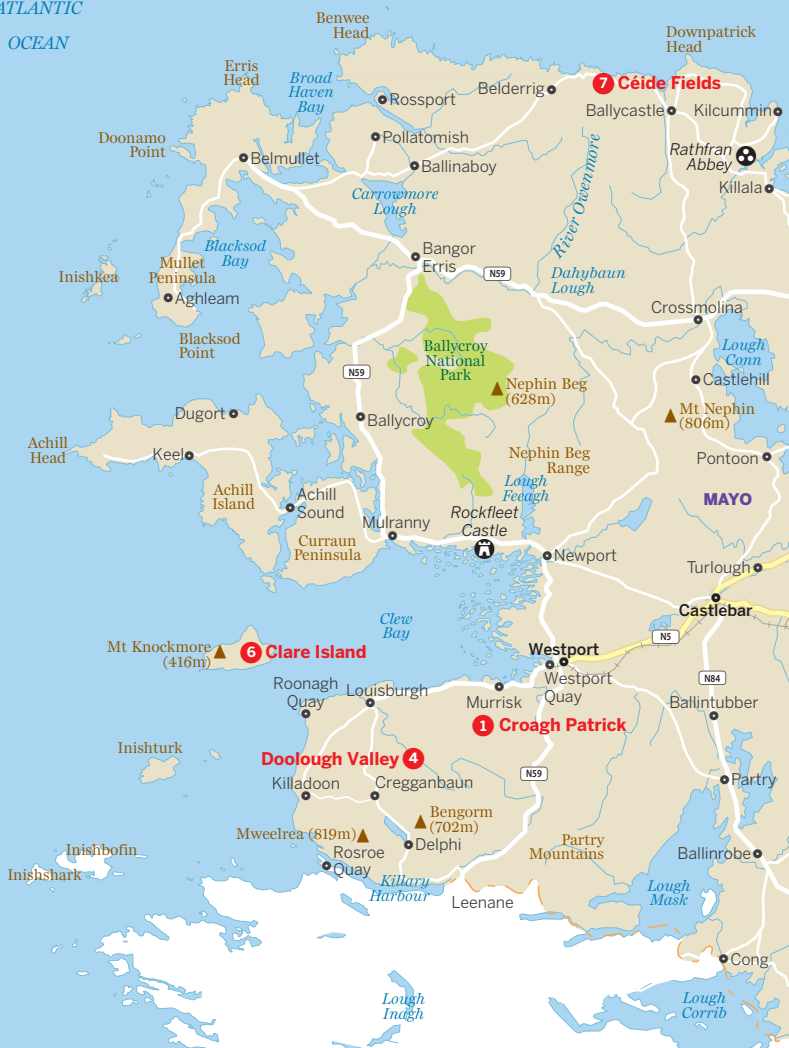 ATLANTIC
OCEAN
Benwee
Head
Downpatrick
Head
Erris
Head
Broad
Haven
Bay
Rossport
Belderrig
7 Céide Fields
Ballycastle
Kilcummin
Doonamo
Point
Pollatomish
Rathfran
Abbey
Belmullet
Ballinaboy
Killala
Carrowmore
Lough
River Owenmore
Blacksod
Bay
Bangor
Erris
N59
Dahybaun
Lough
Inishkea
Mullet
Peninsula
Aghleam
Crossmolina
Blacksod
Point
Ballycroy
National
Park
Lough
Conn
N59
Nephin Beg
(628m)
Castlehill
Dugort
Ballycroy
Mt Nephin
(806m)
Achill
Head
Keel
Nephin Beg
Range
Pontoon
Achill
Island
Achill
Sound
Lough
Feeagh
MAYO
Rockfleet
Castle
Mulranny
Curraun
Peninsula
Newport
Turlough
Castlebar
Clew
Bay
N5
Mt Knockmore
(416m)
6 Clare Island
Westport
Westport
Quay
N84
Roonagh
Quay
Louisburgh
Murrisk
Ballintubber
1 Croagh Patrick
Inishturk
Doolough Valley 4
N59
Killadoon
Cregganbaun
Partry
Bengorm
(702m)
Mweelrea (819m)
Delphi
Partry
Mountains
Inishbofin
Rosroe
Quay
Ballinrobe
Inishshark
Killary
Harbour
Leenane
Lough
Mask
Cong
Lough
Inagh
Lough
Corrib